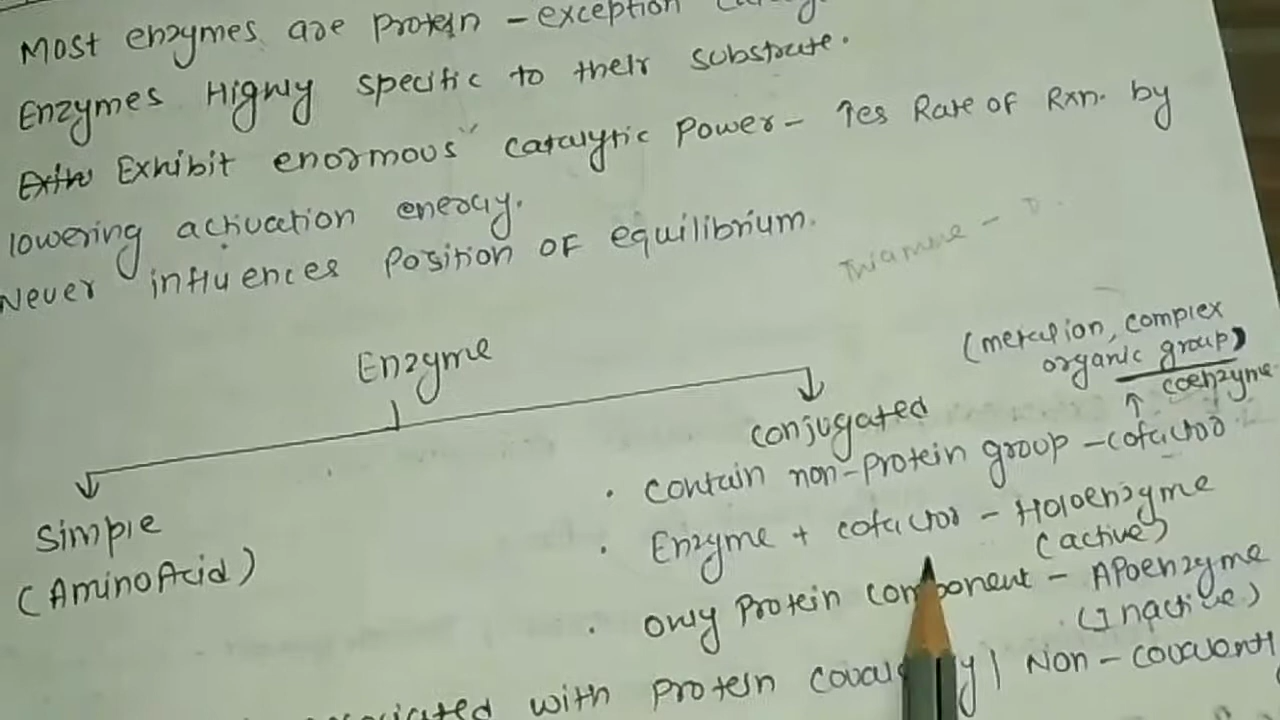 Most enzymes are Protein - exception
Enzymes Highly specific to their substrate.
Exhibit enormous catalytic Power - ↑es Rate of Rxn. by
lowering activation energy.
Never influences Position of equilibrium.
Enzyme
(metal ion, complex
organic group)
coenzyme
↑
Simple
(Amino Acid)
conjugated
. contain non-protein group - cofactor
. Enzyme + cofactor - Holoenzyme
(active)
. only Protein component - APoenzyme
(Inactive)
with Protein | Non-covalent